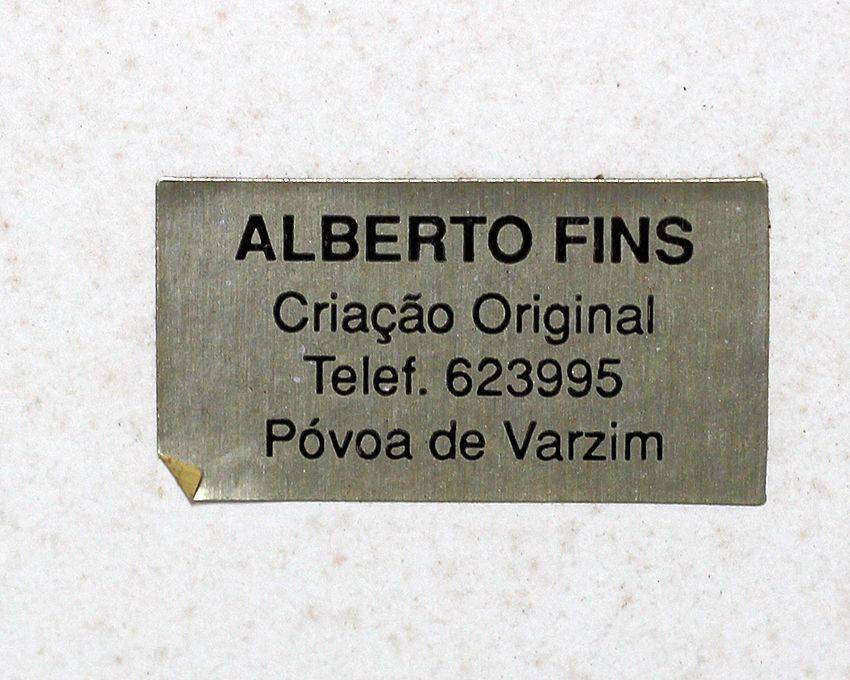 ALBERTO FINS
Criação Original
Telef. 623995
Póvoa de Varzim